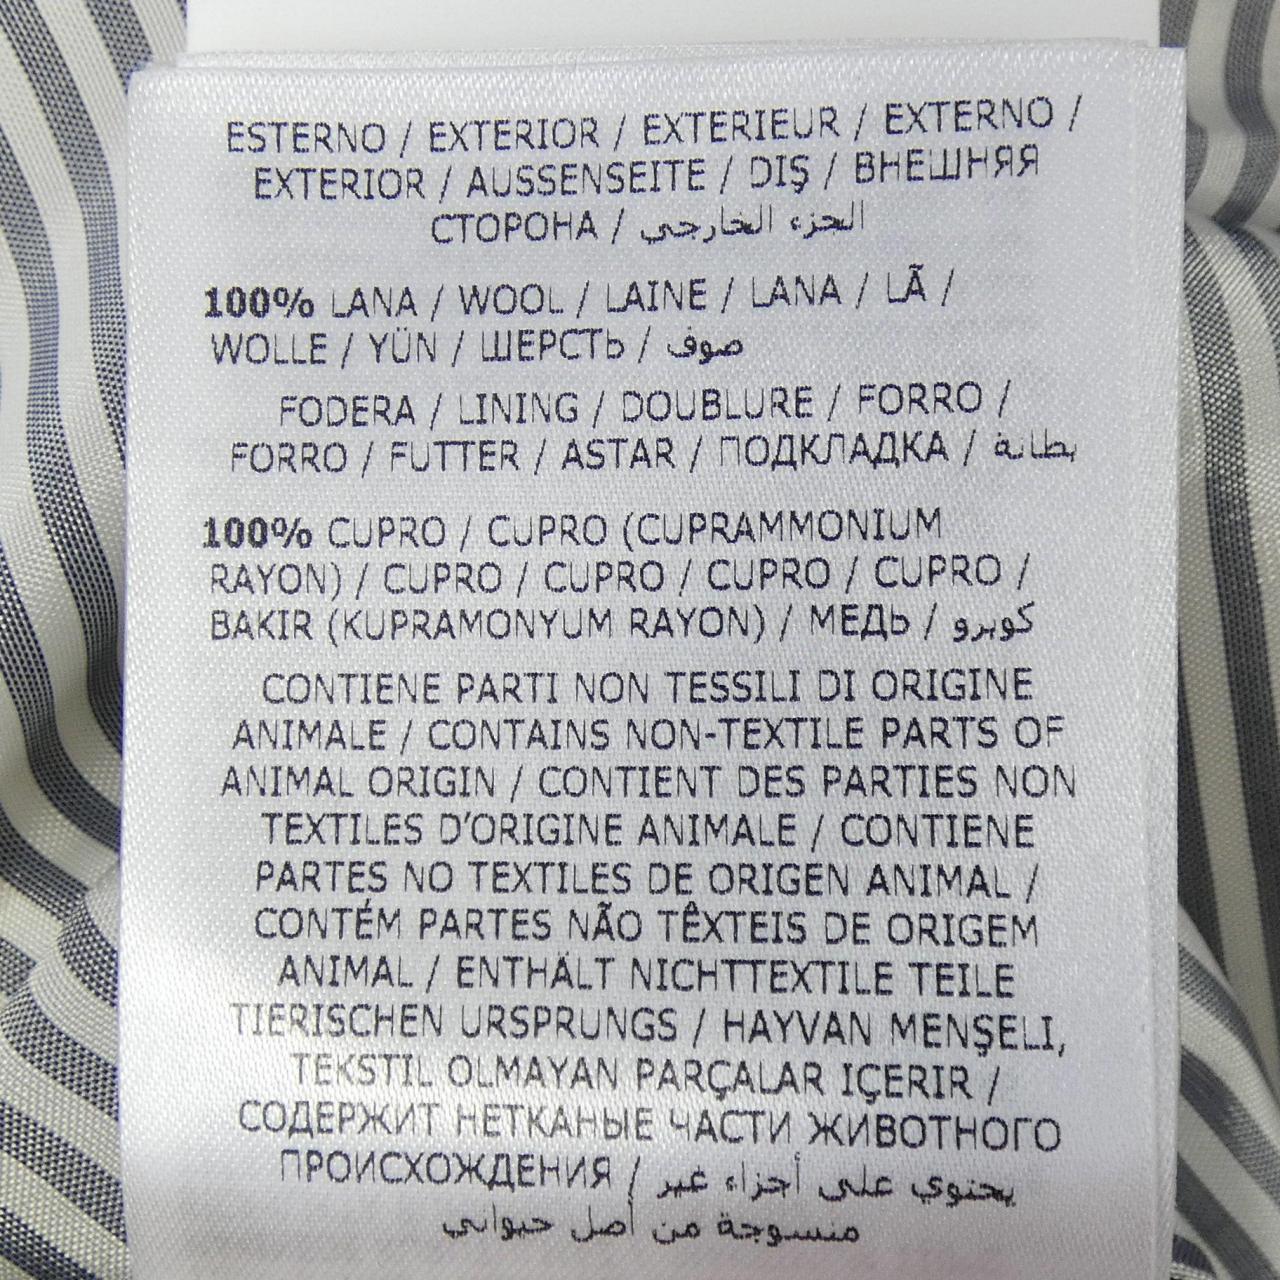 ESTERNO / EXTERIOR / EXTERIEUR / EXTERNO /
EXTERIOR / AUSSENSEITE / DIŞ / ВНЕШНЯЯ
СТОРОНА / الجزء الخارجي
100% LANA / WOOL / LAINE / LANA / LÃ /
WOLLE / YÜN / ШЕРСТЬ / صوف
FODERA / LINING / DOUBLURE / FORRO /
FORRO / FUTTER / ASTAR / ПОДКЛАДКА / بطانة
100% CUPRO / CUPRO (CUPRAMMONIUM
RAYON) / CUPRO / CUPRO / CUPRO / CUPRO /
BAKIR (KUPRAMONYUM RAYON) / МЕДЬ / كوبرو
CONTIENE PARTI NON TESSILI DI ORIGINE
ANIMALE / CONTAINS NON-TEXTILE PARTS OF
ANIMAL ORIGIN / CONTIENT DES PARTIES NON
TEXTILES D'ORIGINE ANIMALE / CONTIENE
PARTES NO TEXTILES DE ORIGEN ANIMAL /
CONTÉM PARTES NÃO TÊXTEIS DE ORIGEM
ANIMAL / ENTHÄLT NICHTTEXTILE TEILE
TIERISCHEN URSPRUNGS / HAYVAN MENŞELI,
TEKSTIL OLMAYAN PARÇALAR IÇERIR /
СОДЕРЖИТ НЕТКАНЫЕ ЧАСТИ ЖИВОТНОГО
ПРОИСХОЖДЕНИЯ / يحتوي على أجزاء غير
منسوجة من أصل حيواني